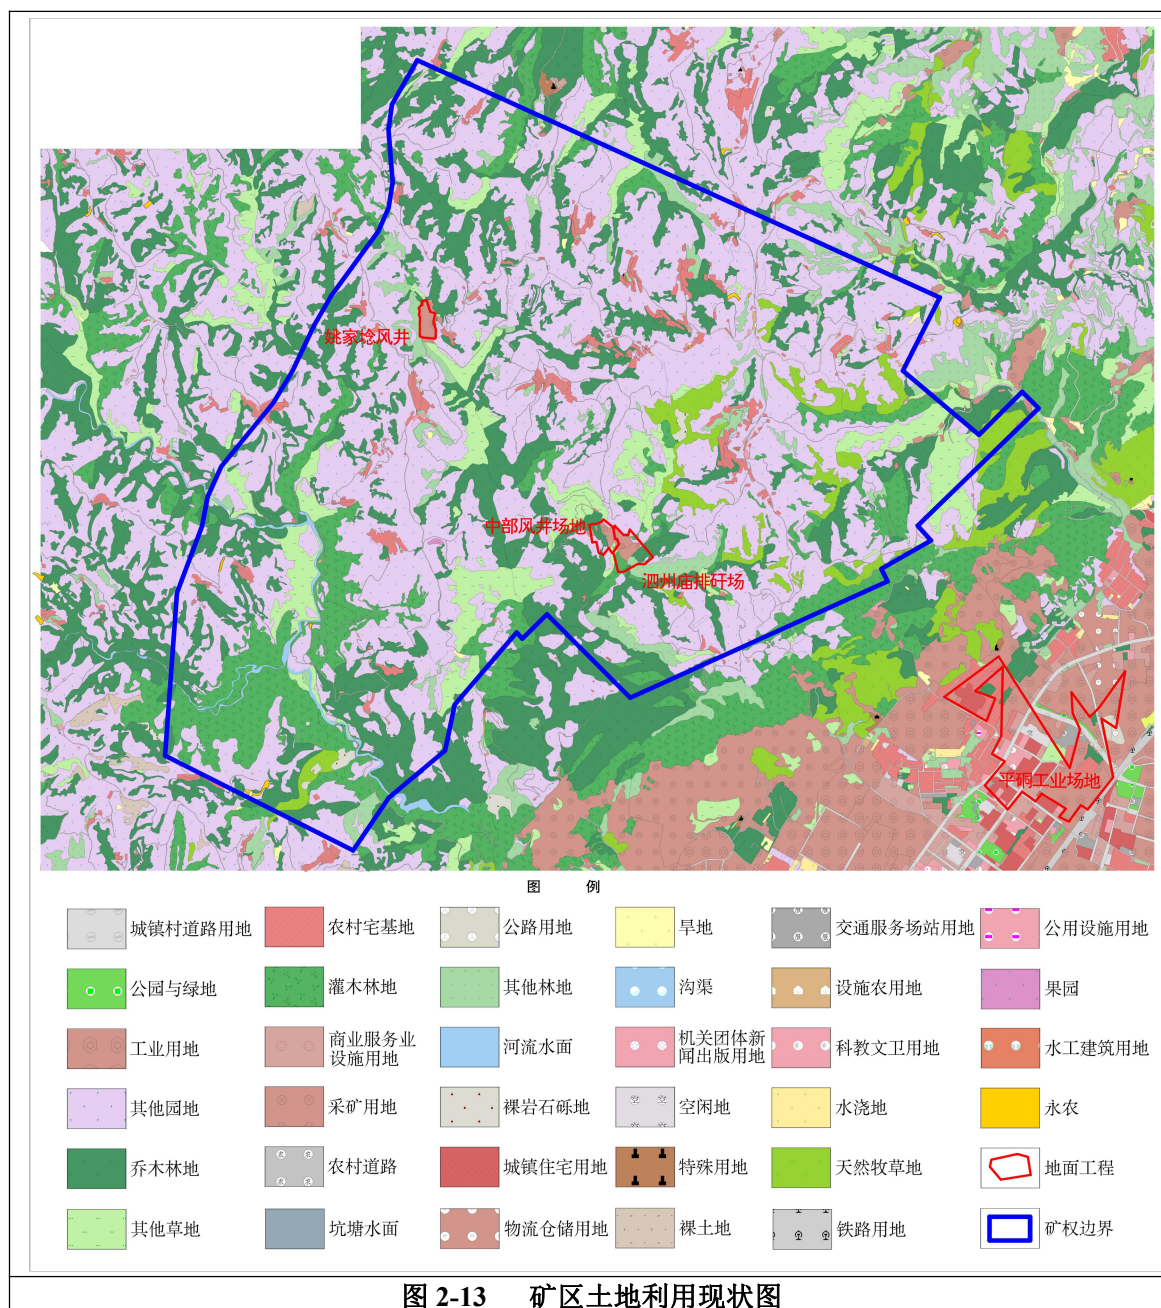 姚家埝风井
中部风井场地
泗州庙排矸场
平硐工业场地
图 例
城镇村道路用地
农村宅基地
公路用地
旱地
交通服务场站用地
公用设施用地
公园与绿地
灌木林地
其他林地
沟渠
设施农用地
果园
工业用地
商业服务业
设施用地
河流水面
机关团体新
闻出版用地
科教文卫用地
水工建筑用地
其他园地
采矿用地
裸岩石砾地
空闲地
水浇地
永农
乔木林地
农村道路
城镇住宅用地
特殊用地
天然牧草地
地面工程
其他草地
坑塘水面
物流仓储用地
裸土地
铁路用地
矿权边界
图 2-13 矿区土地利用现状图